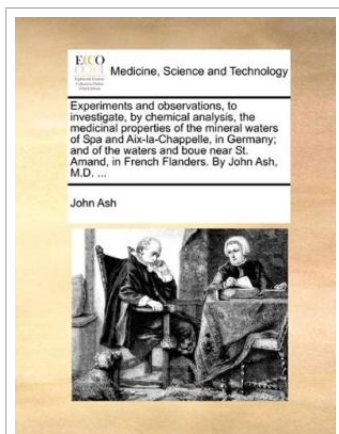 ECCO
Medicine, Science and Technology
Experiments and observations, to
investigate, by chemical analysis, the
medicinal properties of the mineral waters
of Spa and Aix-la-Chappelle, in Germany;
and of the waters and boue near St.
Amand, in French Flanders. By John Ash,
M.D. ...
John Ash